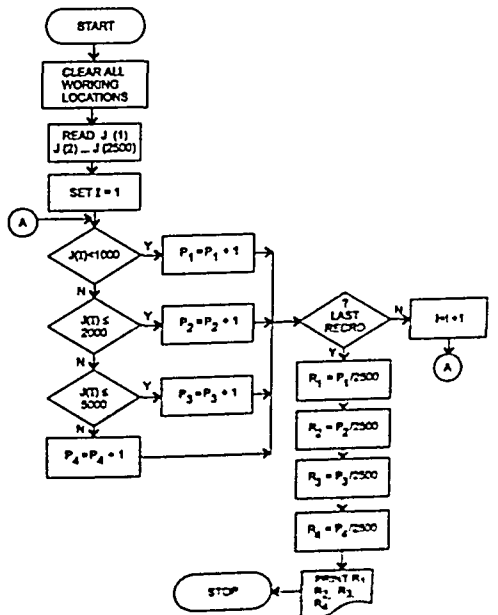 START
CLEAR ALL
WORKING
LOCATIONS
READ J (1)
J (2) ... J (2500)
SET I = 1
A
J(I)<1000
Y
P1 = P1 + 1
N
J(I) ≤
2000
Y
P2 = P2 + 1
N
J(I) ≤
5000
Y
P3 = P3 + 1
N
P4 = P4 + 1
?
LAST
RECRD
N
I=I + 1
A
Y
R1 = P1/2500
R2 = P2/2500
R3 = P3/2500
R4 = P4/2500
PRINT R1
R2, R3,
R4
STOP